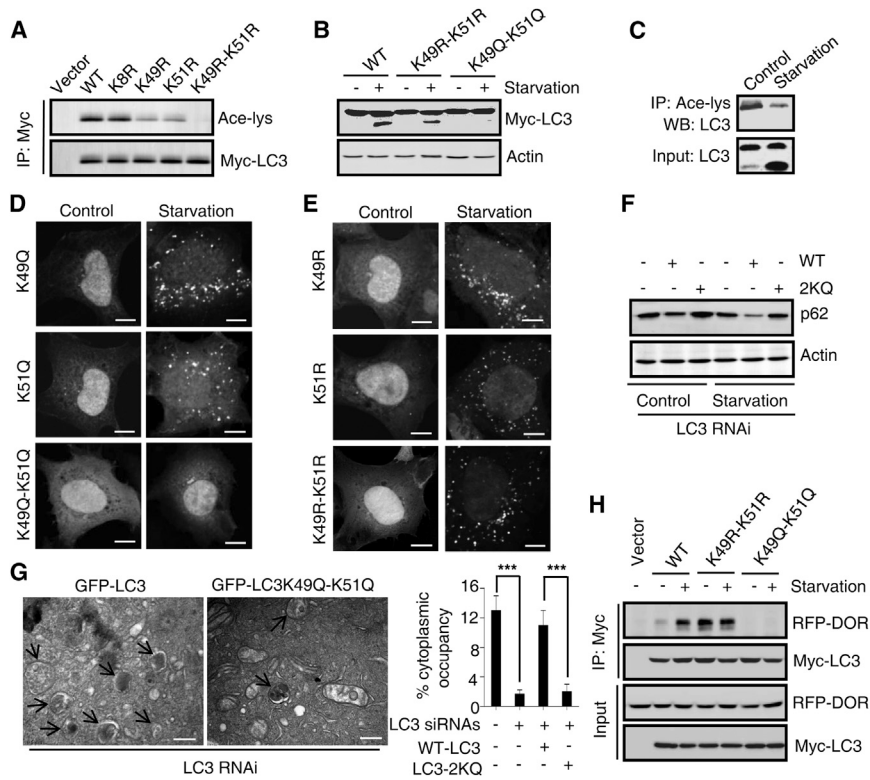 A
Vector
WT
K8R
K49R
K51R
K49R-K51R
IP: Myc
Ace-lys
Myc-LC3
B
WT
K49R-K51R
K49Q-K51Q
Starvation
- + - + - +
Myc-LC3
Actin
C
Control
Starvation
IP: Ace-lys
WB: LC3
Input: LC3
D
Control Starvation
K49Q
K51Q
K49Q-K51Q
E
Control Starvation
K49R
K51R
K49R-K51R
F
- + - - + - WT
- - + - - + 2KQ
p62
Actin
Control Starvation
LC3 RNAi
G
GFP-LC3 GFP-LC3K49Q-K51Q
LC3 RNAi
% cytoplasmic
occupancy
16
12
8
4
0
*** ***
LC3 siRNAs - + + +
WT-LC3 - - + -
LC3-2KQ - - - +
H
Vector
WT
K49R-K51R
K49Q-K51Q
- - + - + - + Starvation
IP: Myc
RFP-DOR
Myc-LC3
Input
RFP-DOR
Myc-LC3